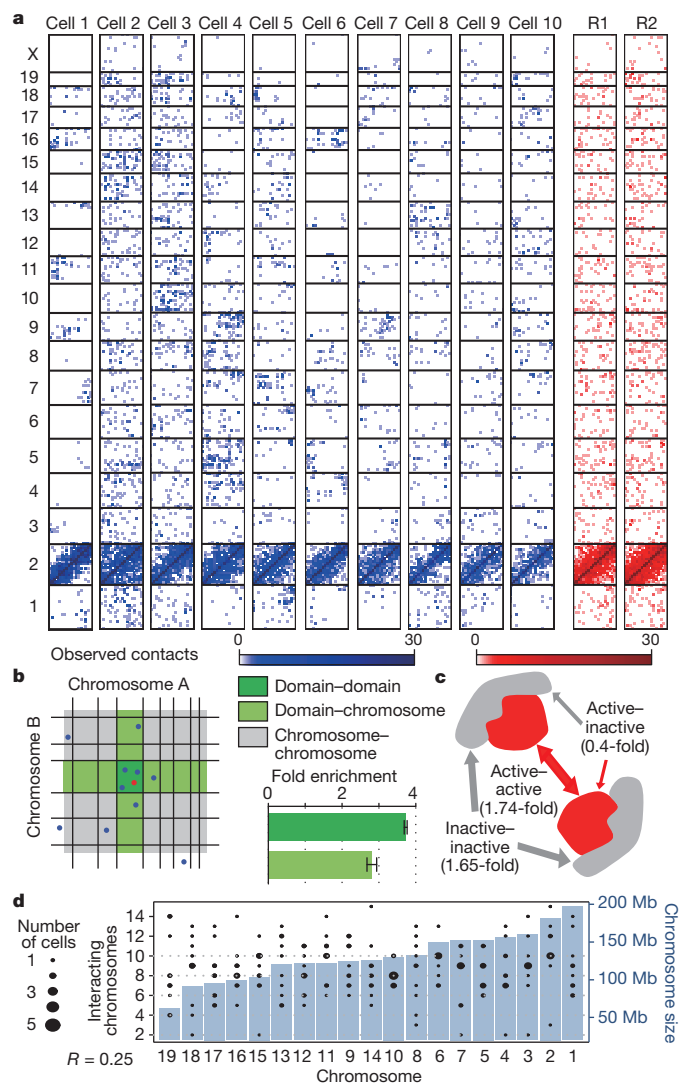 a
Cell 1 Cell 2 Cell 3 Cell 4 Cell 5 Cell 6 Cell 7 Cell 8 Cell 9 Cell 10 R1 R2
X
19
18
17
16
15
14
13
12
11
10
9
8
7
6
5
4
3
2
1
Observed contacts
0 30
0 30
b
Chromosome A
Chromosome B
Domain–domain
Domain–chromosome
Chromosome–
chromosome
Fold enrichment
0 2 4
c
Active–
inactive
(0.4-fold)
Active–
active
(1.74-fold)
Inactive–
inactive
(1.65-fold)
d
Number
of cells
1
3
5
R = 0.25
Interacting
chromosomes
14
12
10
8
6
4
2
200 Mb
150 Mb
100 Mb
50 Mb
Chromosome size
19 18 17 16 15 13 12 11 9 14 10 8 6 7 5 4 3 2 1
Chromosome